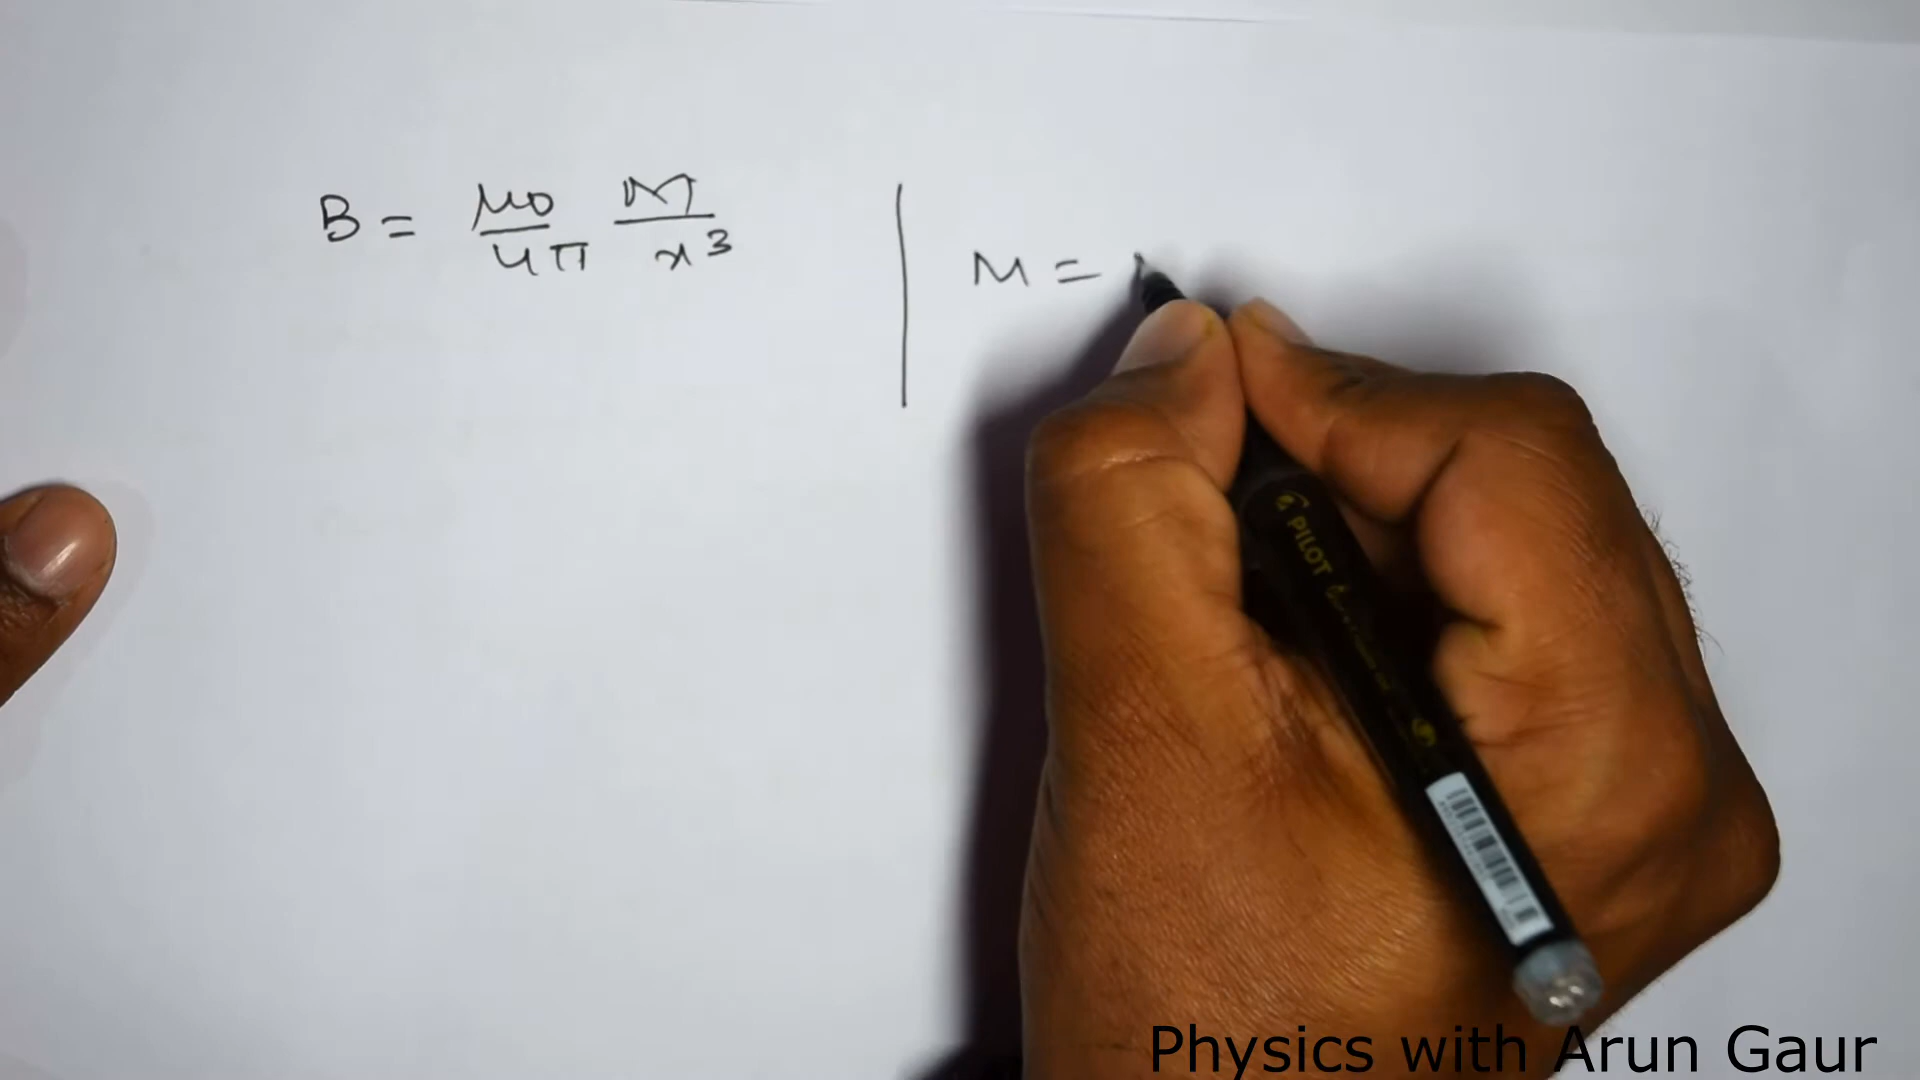 B = μ0/4π M/x³
M =
PILOT
Physics with Arun Gaur